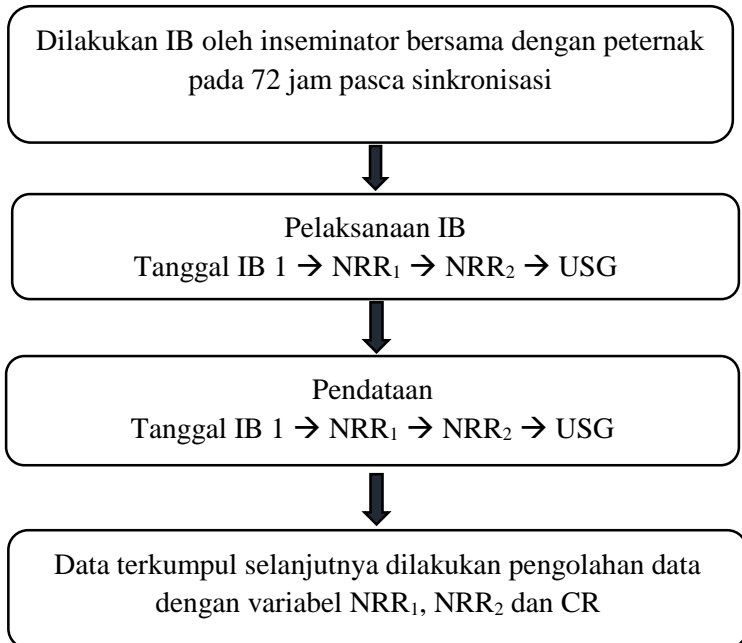 Dilakukan IB oleh inseminator bersama dengan peternak
pada 72 jam pasca sinkronisasi
Pelaksanaan IB
Tanggal IB 1 → NRR₁ → NRR₂ → USG
Pendataan
Tanggal IB 1 → NRR₁ → NRR₂ → USG
Data terkumpul selanjutnya dilakukan pengolahan data
dengan variabel NRR₁, NRR₂ dan CR